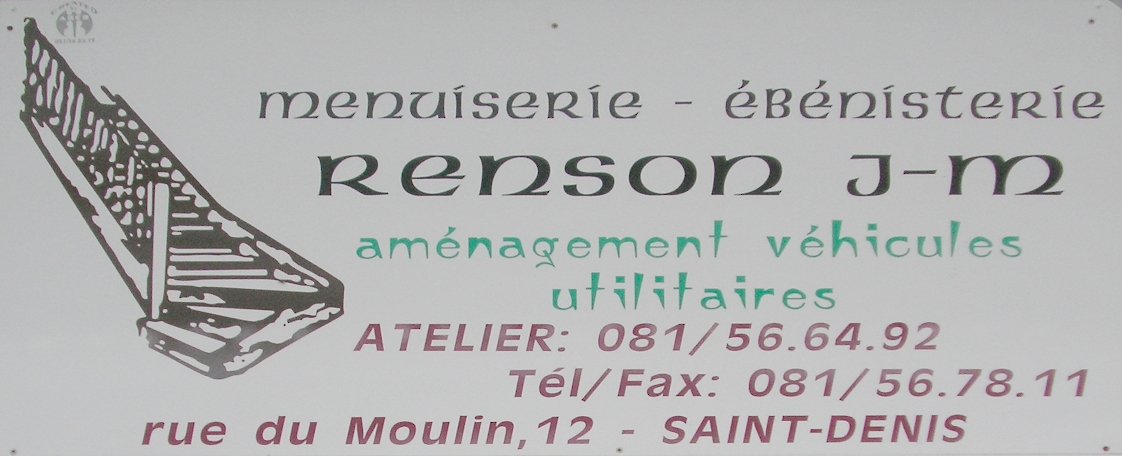 menuiserie - ébénisterie
Renson J-M
aménagement véhicules
utilitaires
ATELIER: 081/56.64.92
Tél/Fax: 081/56.78.11
rue du Moulin,12 - SAINT-DENIS